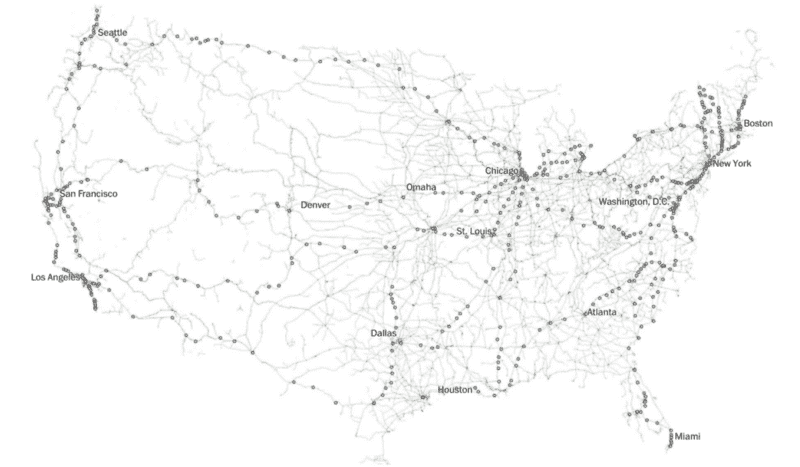 Seattle
Boston
New York
Chicago
Omaha
San Francisco
Washington, D.C.
Denver
St. Louis
Los Angeles
Atlanta
Dallas
Houston
Miami